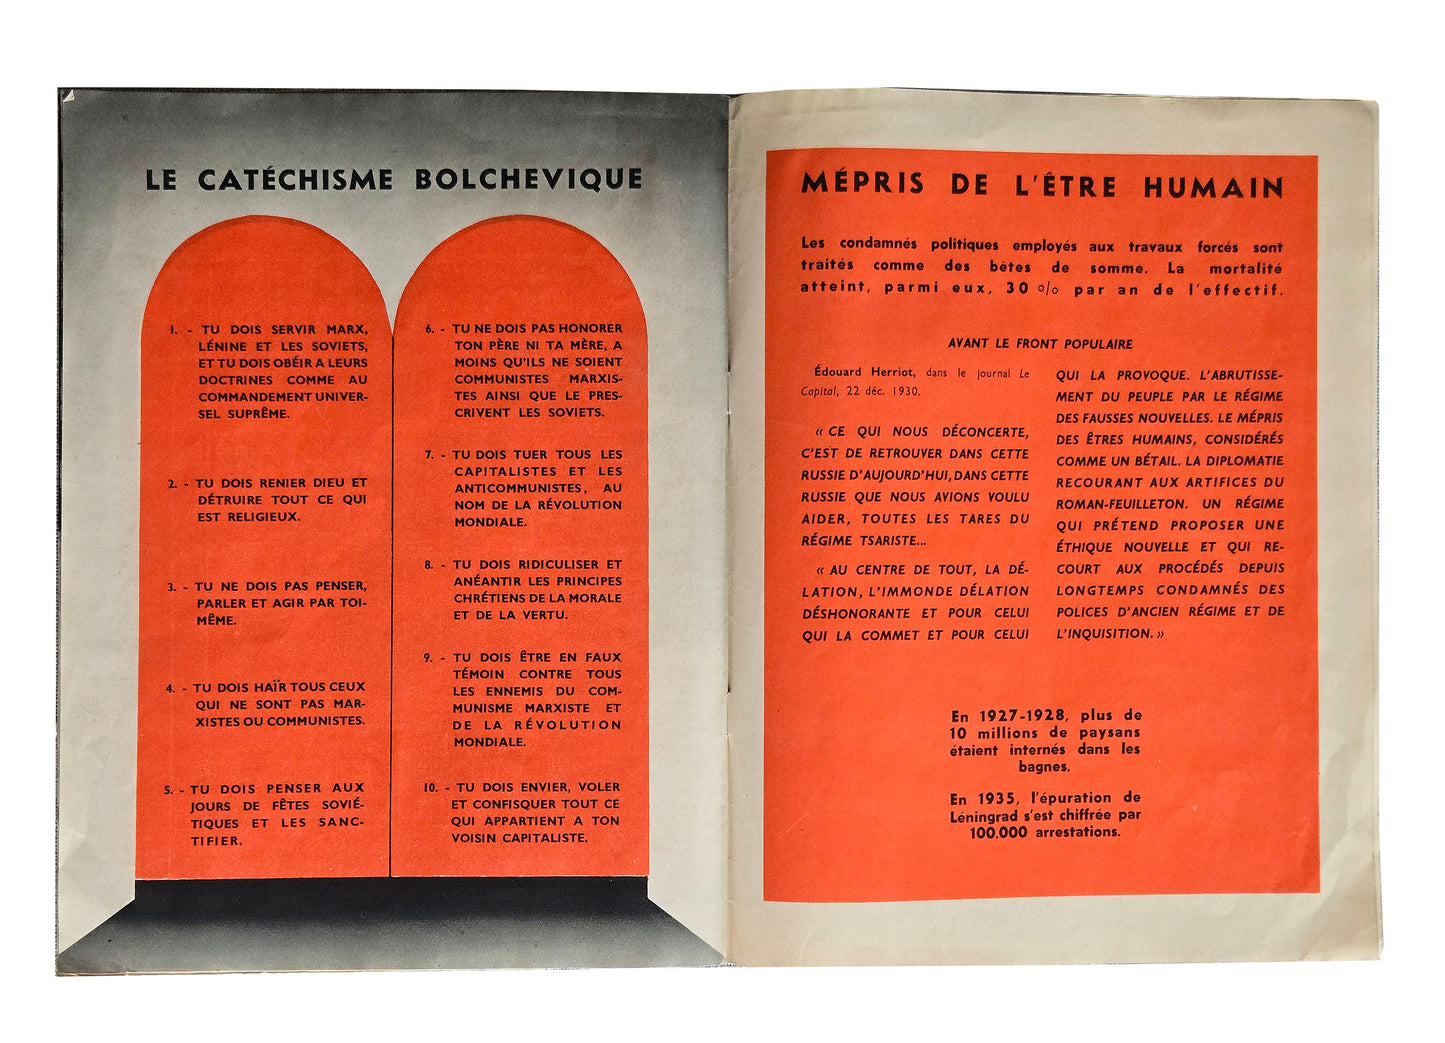 LE CATÉCHISME BOLCHEVIQUE
1. - TU DOIS SERVIR MARX,
LÉNINE ET LES SOVIETS,
ET TU DOIS OBÉIR A LEURS
DOCTRINES COMME AU
COMMANDEMENT UNIVER-
SEL SUPRÊME.
2. - TU DOIS RENIER DIEU ET
DÉTRUIRE TOUT CE QUI
EST RELIGIEUX.
3. - TU NE DOIS PAS PENSER,
PARLER ET AGIR PAR TOI-
MÊME.
4. - TU DOIS HAÏR TOUS CEUX
QUI NE SONT PAS MAR-
XISTES OU COMMUNISTES.
5. - TU DOIS PENSER AUX
JOURS DE FÊTES SOVIÉ-
TIQUES ET LES SANC-
TIFIER.
6. - TU NE DOIS PAS HONORER
TON PÈRE NI TA MÈRE, A
MOINS QU'ILS NE SOIENT
COMMUNISTES MARXIS-
TES AINSI QUE LE PRES-
CRIVENT LES SOVIETS.
7. - TU DOIS TUER TOUS LES
CAPITALISTES ET LES
ANTICOMMUNISTES, AU
NOM DE LA RÉVOLUTION
MONDIALE.
8. - TU DOIS RIDICULISER ET
ANÉANTIR LES PRINCIPES
CHRÉTIENS DE LA MORALE
ET DE LA VERTU.
9. - TU DOIS ÊTRE EN FAUX
TÉMOIN CONTRE TOUS
LES ENNEMIS DU COM-
MUNISME MARXISTE ET
DE LA RÉVOLUTION
MONDIALE.
10. - TU DOIS ENVIER, VOLER
ET CONFISQUER TOUT CE
QUI APPARTIENT A TON
VOISIN CAPITALISTE.
MÉPRIS DE L'ÊTRE HUMAIN
Les condamnés politiques employés aux travaux forcés sont
traités comme des bètes de somme. La mortalité
atteint, parmi eux, 30 o/o par an de l'effectif.
AVANT LE FRONT POPULAIRE
Édouard Herriot, dans le journal Le
Capital, 22 déc. 1930.
« CE QUI NOUS DÉCONCERTE,
C'EST DE RETROUVER DANS CETTE
RUSSIE D'AUJOURD'HUI, DANS CETTE
RUSSIE QUE NOUS AVIONS VOULU
AIDER, TOUTES LES TARES DU
RÉGIME TSARISTE...
« AU CENTRE DE TOUT, LA DÉ-
LATION, L'IMMONDE DÉLATION
DÉSHONORANTE ET POUR CELUI
QUI LA COMMET ET POUR CELUI
QUI LA PROVOQUE. L'ABRUTISSE-
MENT DU PEUPLE PAR LE RÉGIME
DES FAUSSES NOUVELLES. LE MÉPRIS
DES ÊTRES HUMAINS, CONSIDÉRÉS
COMME UN BÉTAIL. LA DIPLOMATIE
RECOURANT AUX ARTIFICES DU
ROMAN-FEUILLETON. UN RÉGIME
QUI PRÉTEND PROPOSER UNE
ÉTHIQUE NOUVELLE ET QUI RE-
COURT AUX PROCÉDÉS DEPUIS
LONGTEMPS CONDAMNÉS DES
POLICES D'ANCIEN RÉGIME ET DE
L'INQUISITION. »
En 1927-1928, plus de
10 millions de paysans
étaient internés dans les
bagnes.
En 1935, l'épuration de
Léningrad s'est chiffrée par
100.000 arrestations.